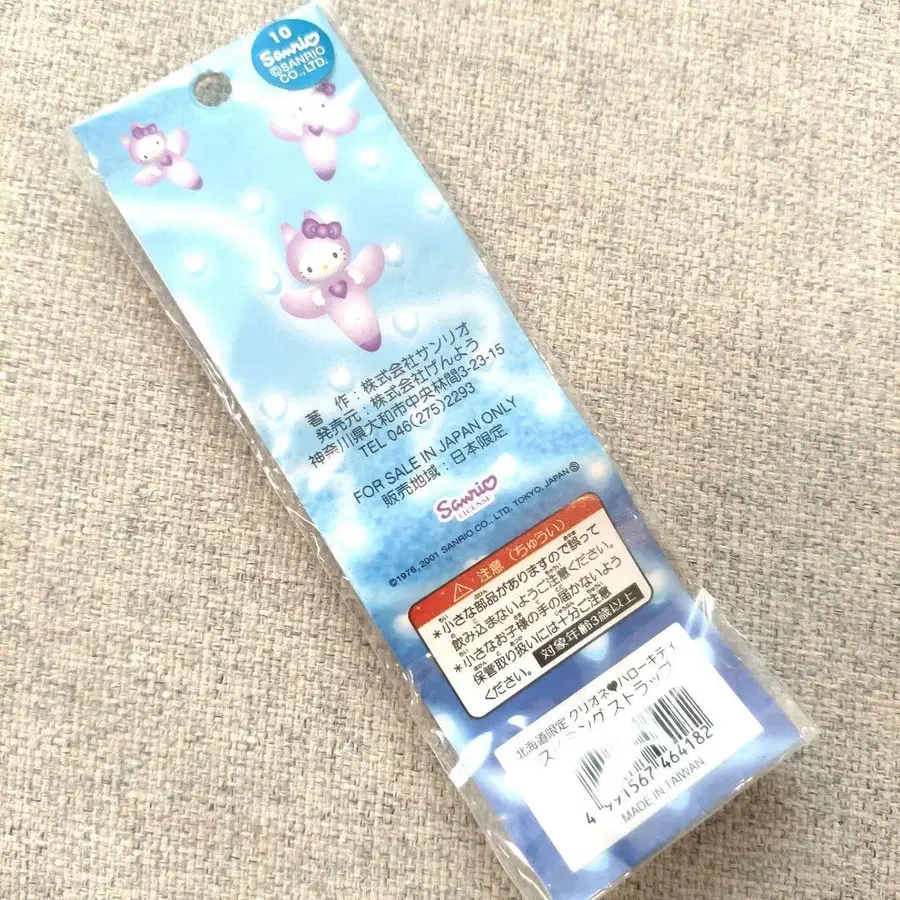 10
Sanrio
©SANRIO
CO., LTD.
著 作:株式会社サンリオ
発売元:株式会社げんよう
神奈川県大和市中央林間3-23-15
TEL 046(275)2293
FOR SALE IN JAPAN ONLY
販売地域:日本限定
Sanrio
LICENSE
©1976, 2001 SANRIO CO., LTD. TOKYO, JAPAN Ⓢ
注意(ちゅうい)
*小さな部品がありますので誤って
飲み込まないようご注意ください。
*小さなお子様の手の届かないよう
保管取り扱いには十分ご注意
ください。
対象年齢3歳以上
北海道限定 クリオネ♥ハローキティ
スイミングストラップ
4 991567 464182
MADE IN TAIWAN